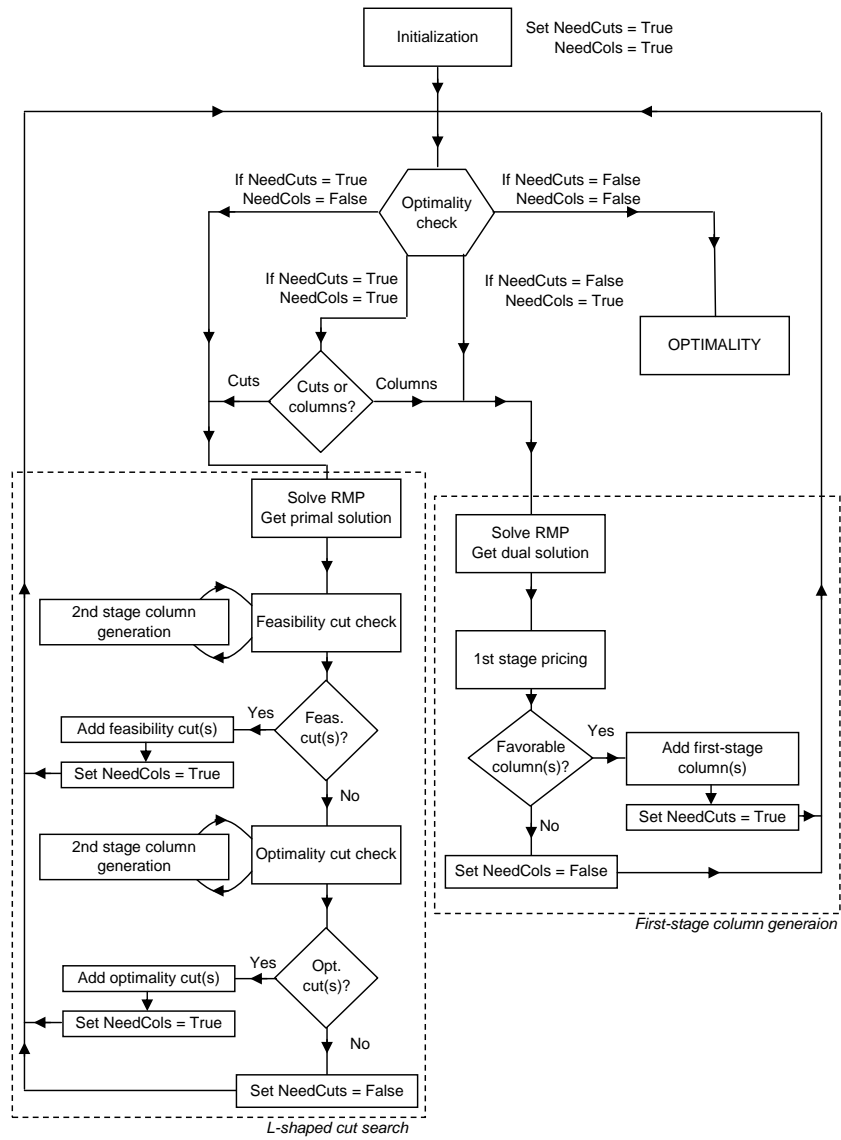 Initialization
Set NeedCuts = True
NeedCols = True
If NeedCuts = True
NeedCols = False
Optimality
check
If NeedCuts = False
NeedCols = False
If NeedCuts = True
NeedCols = True
If NeedCuts = False
NeedCols = True
OPTIMALITY
Cuts
Cuts or
columns?
Columns
Solve RMP
Get primal solution
2nd stage column
generation
Feasibility cut check
Feas.
cut(s)?
Yes
Add feasibility cut(s)
Set NeedCols = True
No
2nd stage column
generation
Optimality cut check
Opt.
cut(s)?
Yes
Add optimality cut(s)
Set NeedCols = True
No
Set NeedCuts = False
L-shaped cut search
Solve RMP
Get dual solution
1st stage pricing
Favorable
column(s)?
Yes
Add first-stage
column(s)
Set NeedCuts = True
No
Set NeedCols = False
First-stage column generaion